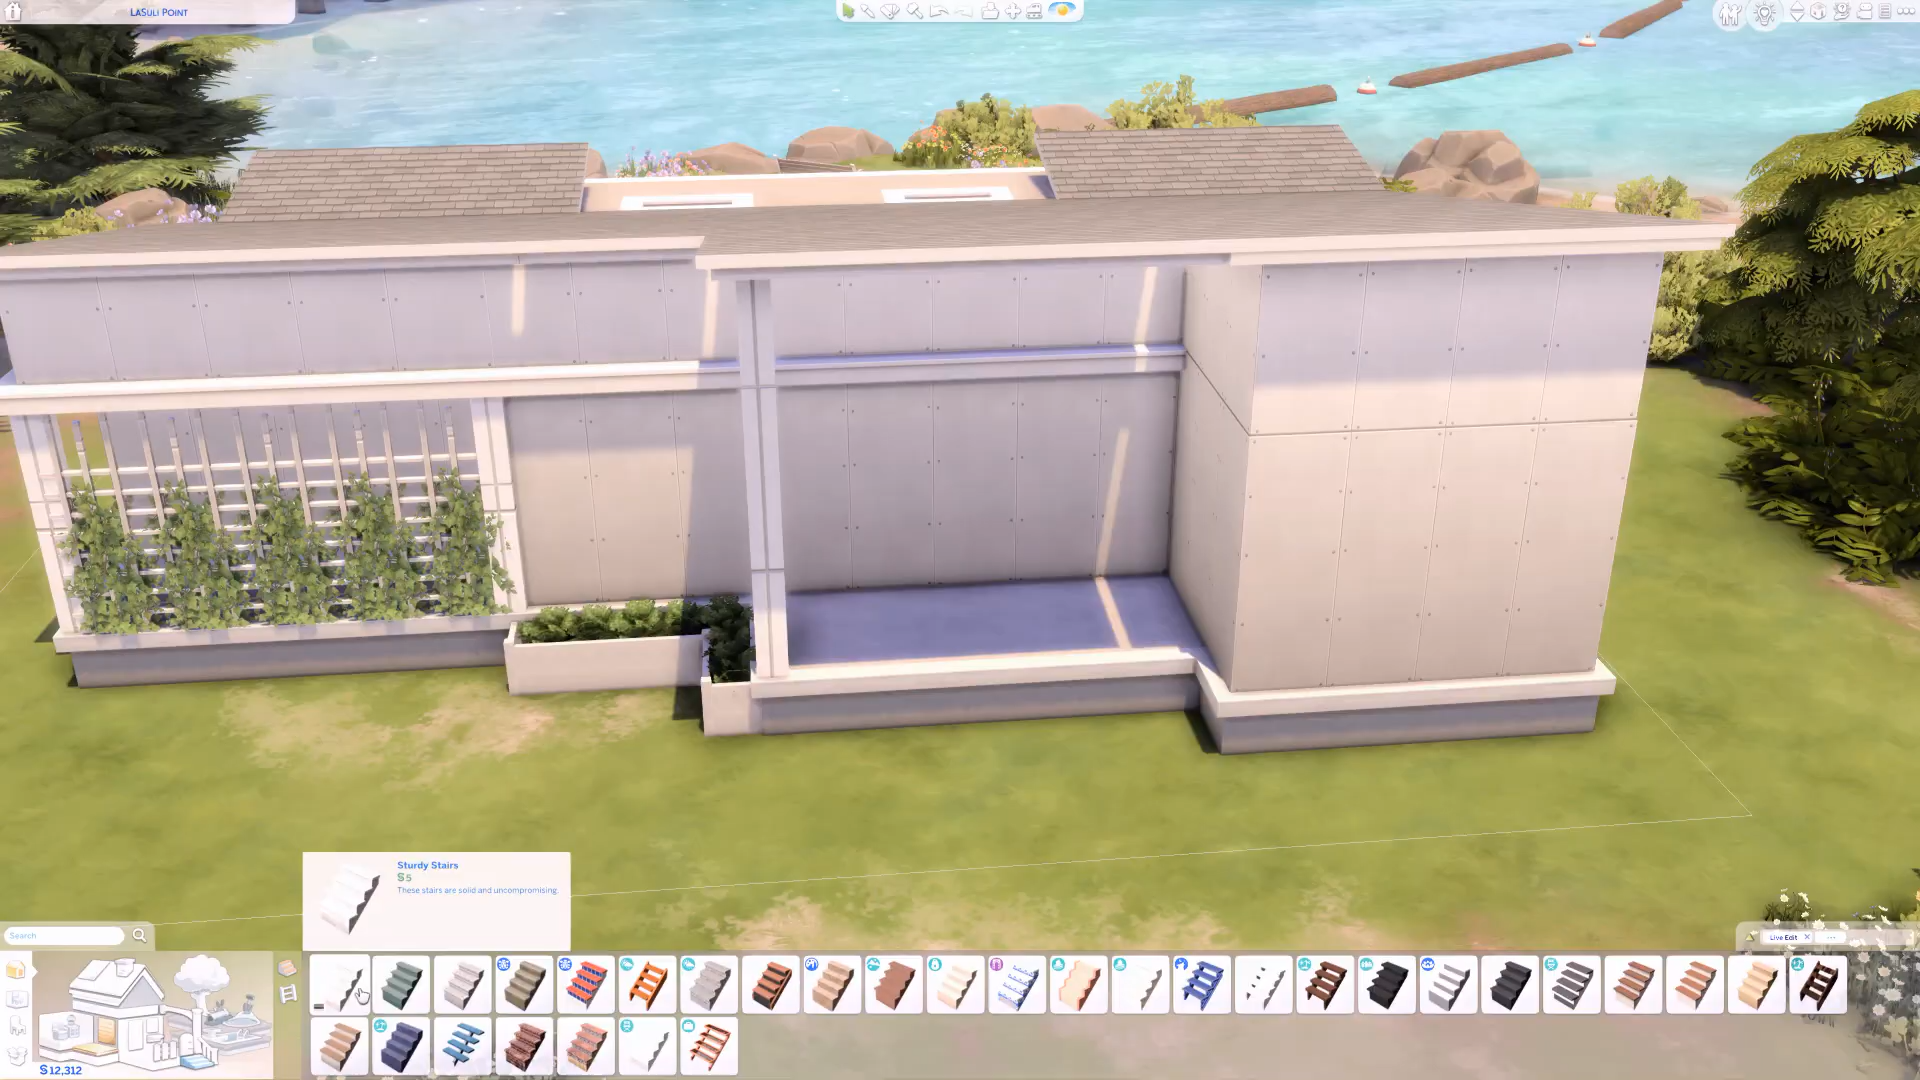 LaSuli Point
Sturdy Stairs
§5
These stairs are solid and uncompromising.
Search
Live Edit
§12,312